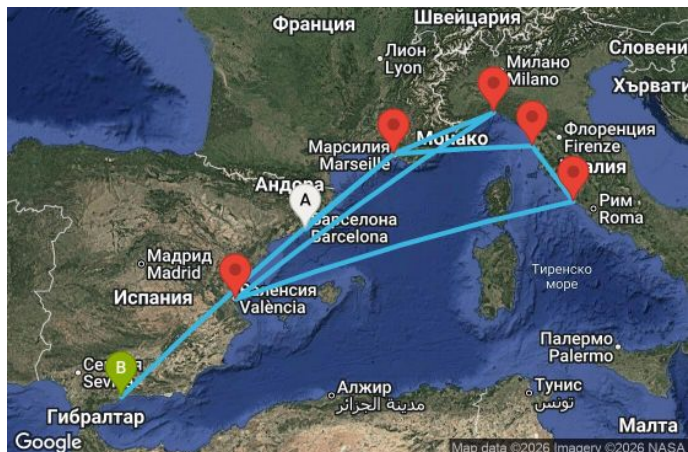 Франция
Швейцария
Лион
Lyon
Милано
Milano
Словени
Хървати
Марсилия
Marseille
Монако
Флоренция
Firenze
Андора
A
Барселона
Barcelona
Рим
Roma
Мадрид
Madrid
Испания
València
Тиренско
море
B
Гибралтар
Алжир
مدينة الجزائر
Палермо
Palermo
Тунис
تونس
Малта
Google
Map data ©2026 Imagery ©2026 NASA